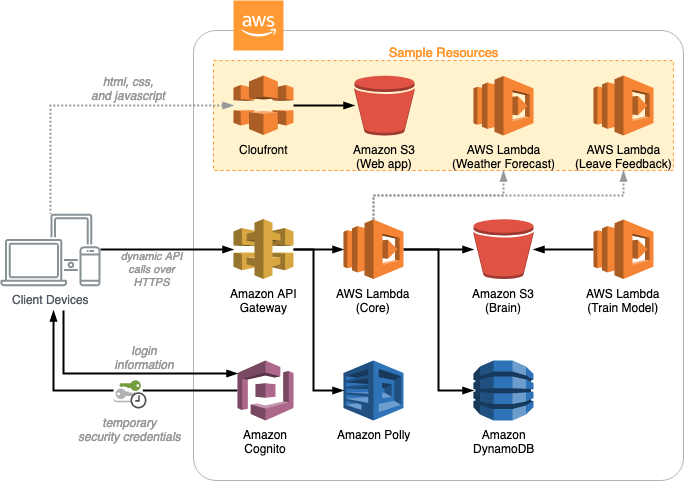 aws
Sample Resources
html, css,
and javascript
Cloufront
Amazon S3
(Web app)
AWS Lambda
(Weather Forecast)
AWS Lambda
(Leave Feedback)
Client Devices
dynamic API
calls over
HTTPS
Amazon API
Gateway
AWS Lambda
(Core)
Amazon S3
(Brain)
AWS Lambda
(Train Model)
login
information
temporary
security credentials
Amazon
Cognito
Amazon Polly
Amazon
DynamoDB